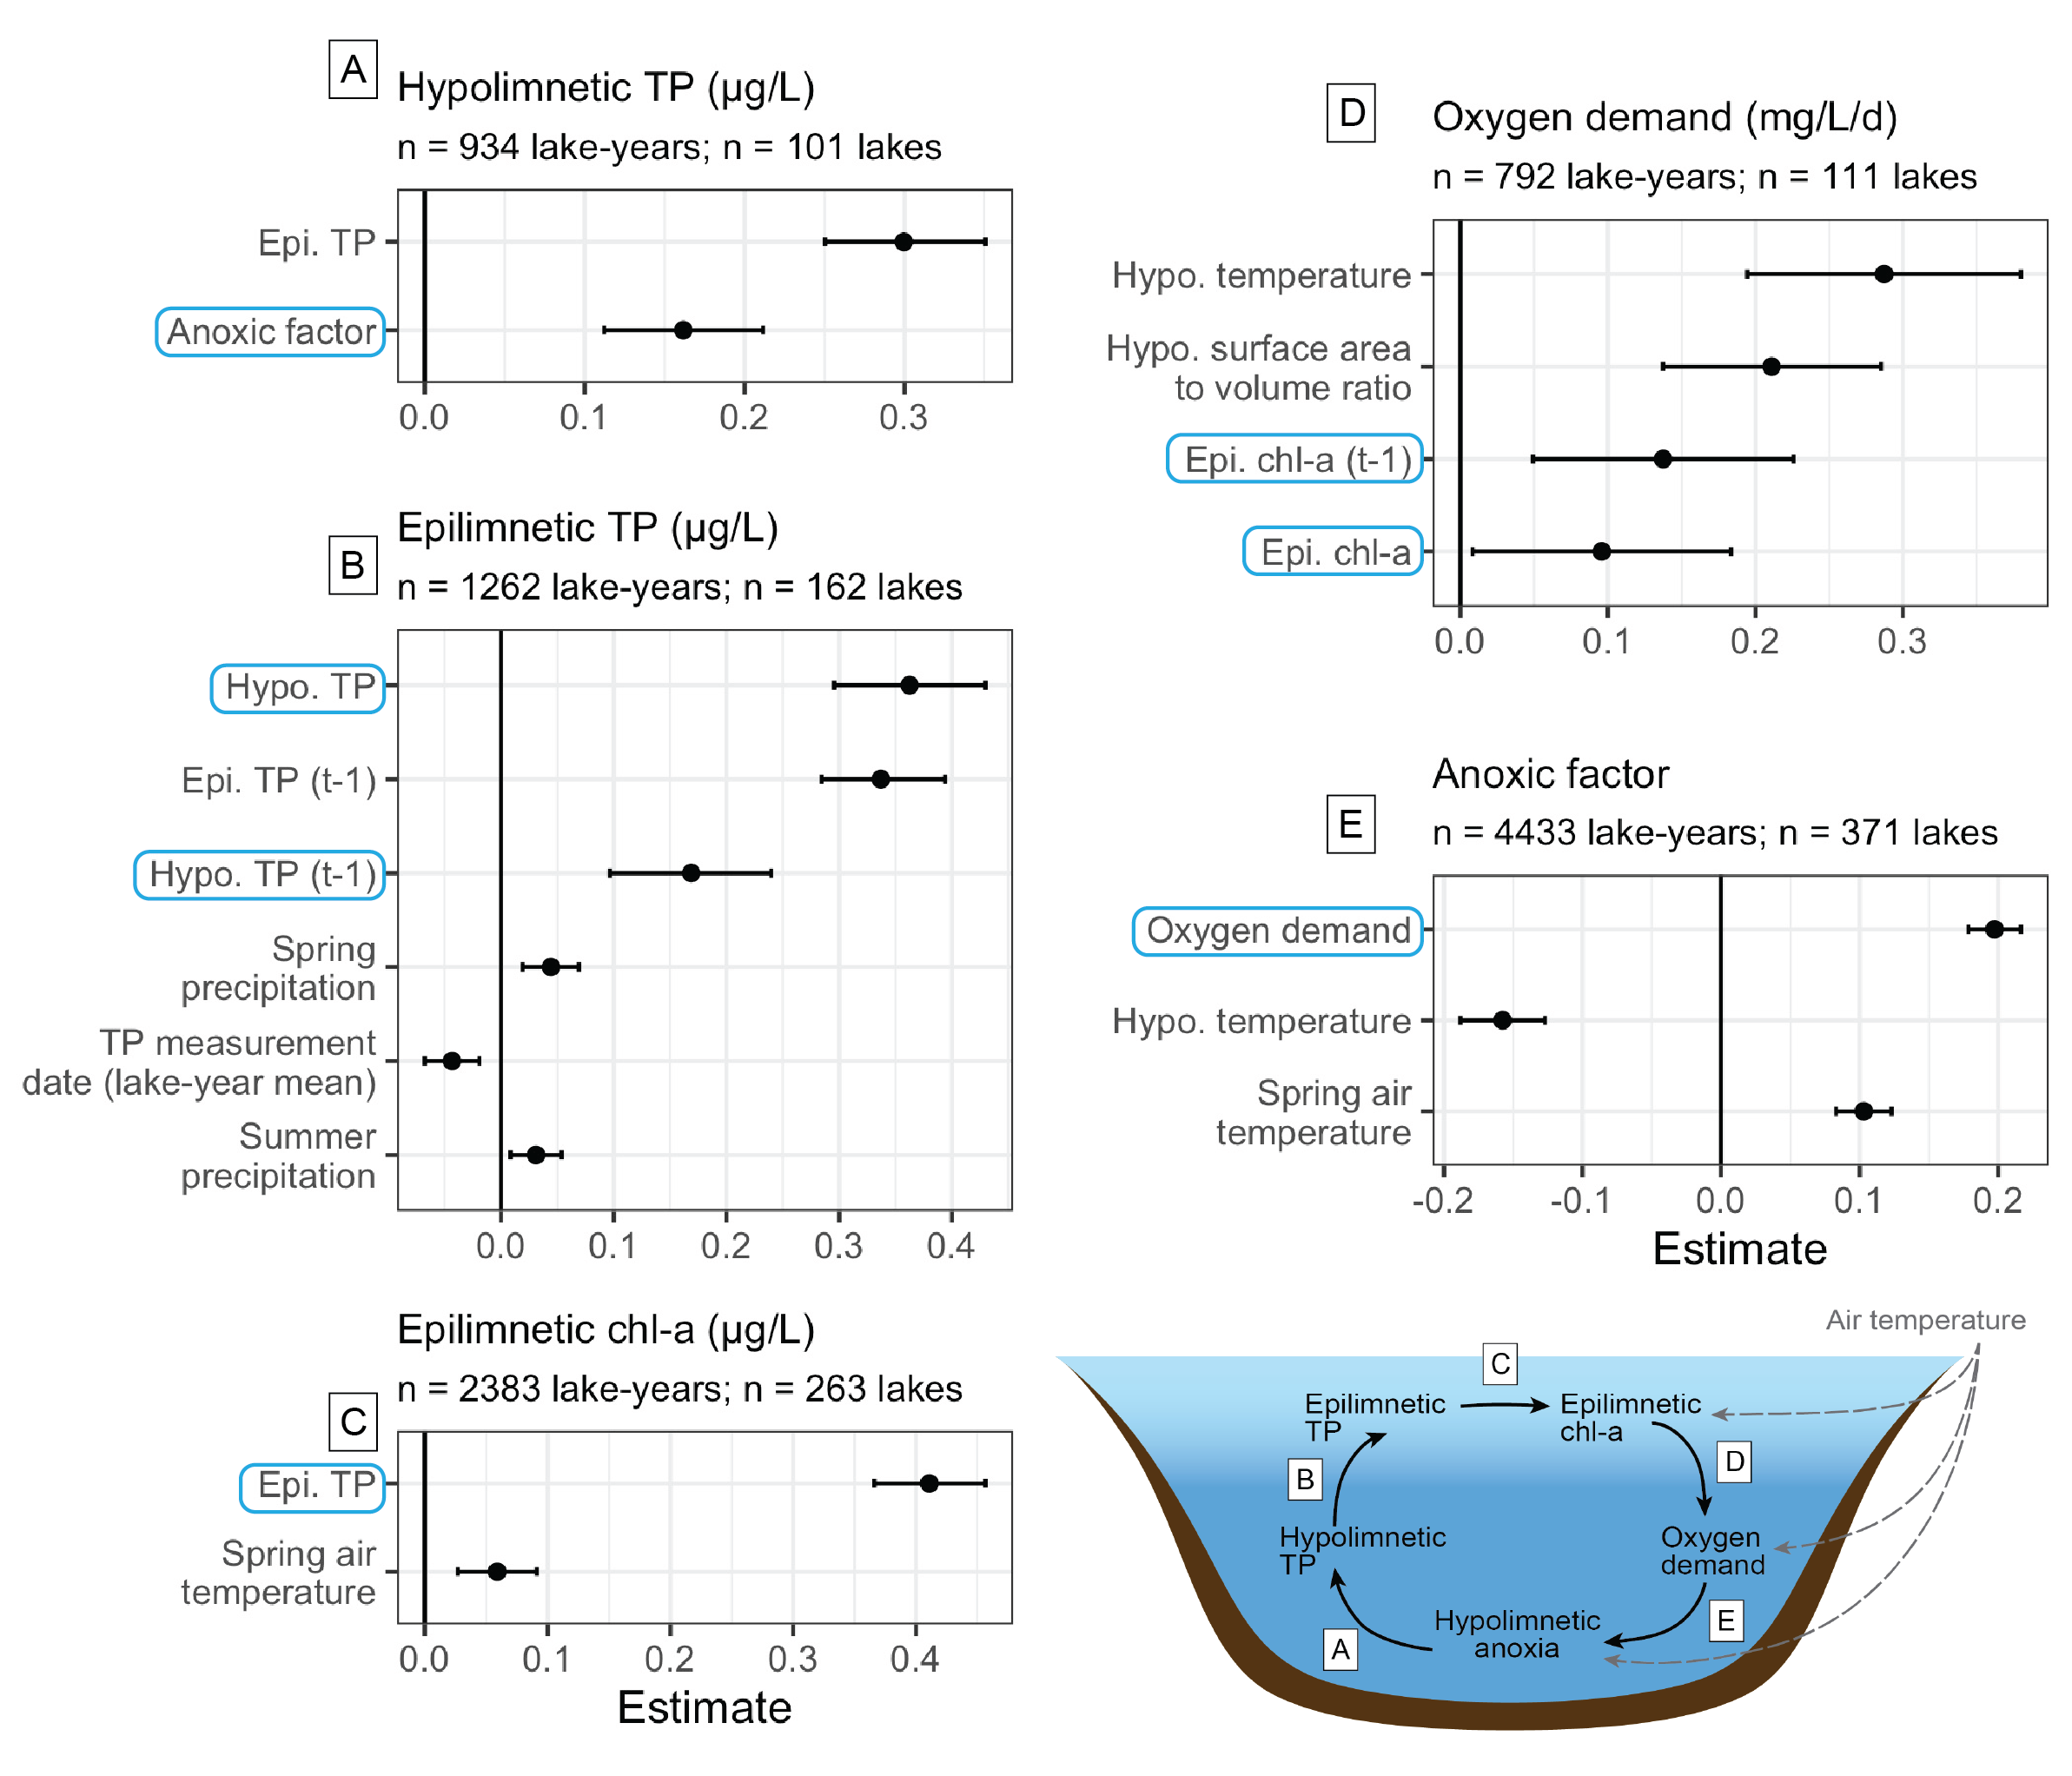 A
Hypolimnetic TP (µg/L)
n = 934 lake-years; n = 101 lakes
Epi. TP
Anoxic factor
0.0 0.1 0.2 0.3
B
Epilimnetic TP (µg/L)
n = 1262 lake-years; n = 162 lakes
Hypo. TP
Epi. TP (t-1)
Hypo. TP (t-1)
Spring
precipitation
TP measurement
date (lake-year mean)
Summer
precipitation
0.0 0.1 0.2 0.3 0.4
C
Epilimnetic chl-a (µg/L)
n = 2383 lake-years; n = 263 lakes
Epi. TP
Spring air
temperature
0.0 0.1 0.2 0.3 0.4
Estimate
D
Oxygen demand (mg/L/d)
n = 792 lake-years; n = 111 lakes
Hypo. temperature
Hypo. surface area
to volume ratio
Epi. chl-a (t-1)
Epi. chl-a
0.0 0.1 0.2 0.3
E
Anoxic factor
n = 4433 lake-years; n = 371 lakes
Oxygen demand
Hypo. temperature
Spring air
temperature
-0.2 -0.1 0.0 0.1 0.2
Estimate
Air temperature
C
Epilimnetic
TP
Epilimnetic
chl-a
B
D
Hypolimnetic
TP
Oxygen
demand
A
Hypolimnetic
anoxia
E